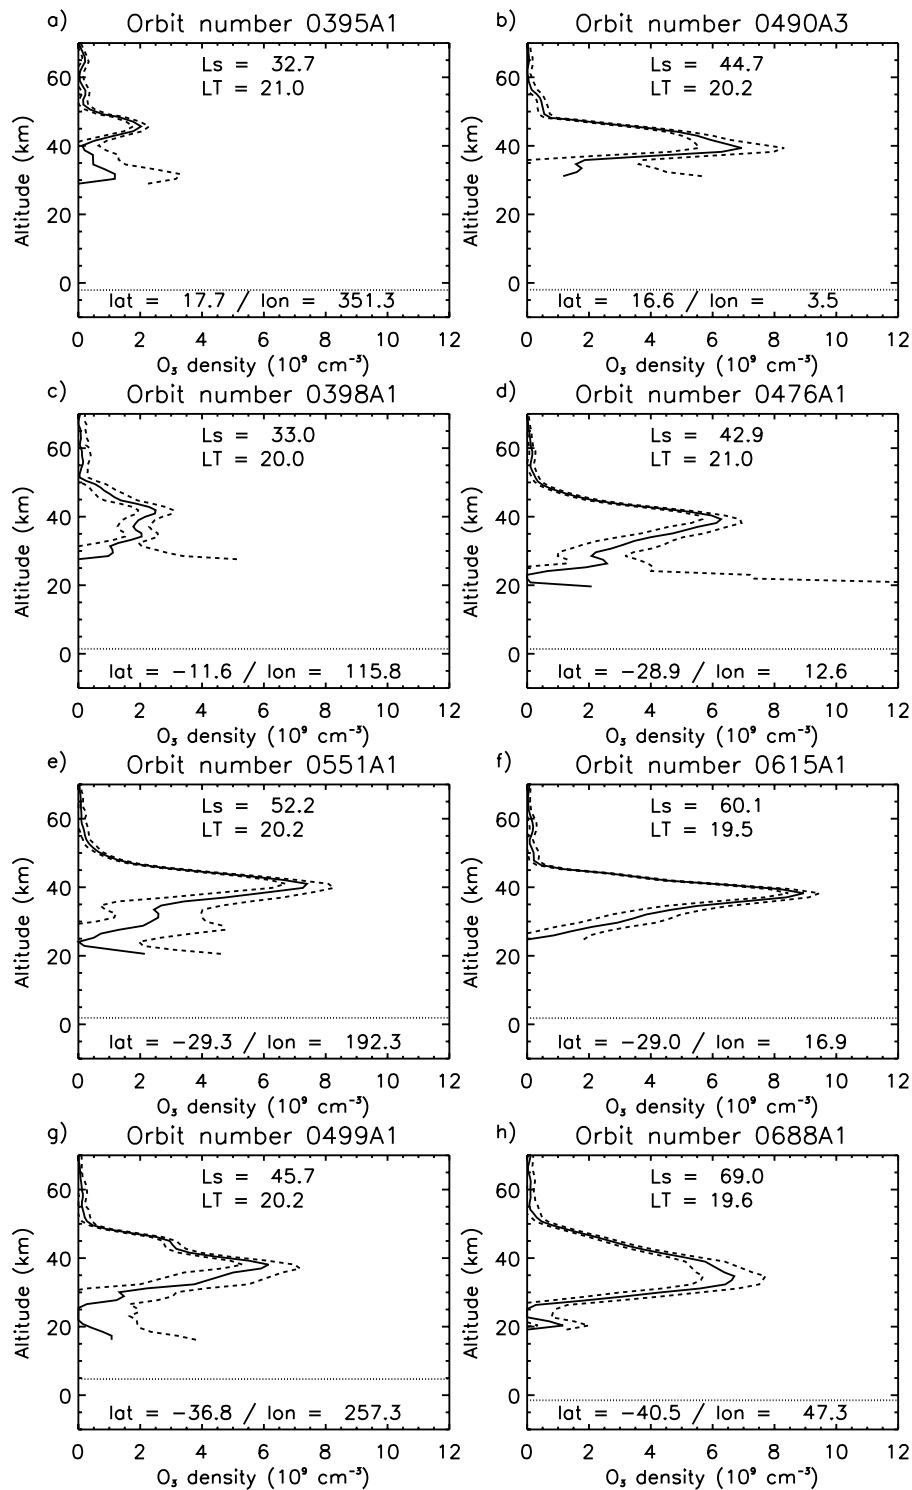 a) Orbit number 0395A1
Ls = 32.7
LT = 21.0
60
40
20
0
Altitude (km)
lat = 17.7 / lon = 351.3
0 2 4 6 8 10 12
O₃ density (10⁹ cm⁻³)
b) Orbit number 0490A3
Ls = 44.7
LT = 20.2
60
40
20
0
Altitude (km)
lat = 16.6 / lon = 3.5
0 2 4 6 8 10 12
O₃ density (10⁹ cm⁻³)
c) Orbit number 0398A1
Ls = 33.0
LT = 20.0
60
40
20
0
Altitude (km)
lat = −11.6 / lon = 115.8
0 2 4 6 8 10 12
O₃ density (10⁹ cm⁻³)
d) Orbit number 0476A1
Ls = 42.9
LT = 21.0
60
40
20
0
Altitude (km)
lat = −28.9 / lon = 12.6
0 2 4 6 8 10 12
O₃ density (10⁹ cm⁻³)
e) Orbit number 0551A1
Ls = 52.2
LT = 20.2
60
40
20
0
Altitude (km)
lat = −29.3 / lon = 192.3
0 2 4 6 8 10 12
O₃ density (10⁹ cm⁻³)
f) Orbit number 0615A1
Ls = 60.1
LT = 19.5
60
40
20
0
Altitude (km)
lat = −29.0 / lon = 16.9
0 2 4 6 8 10 12
O₃ density (10⁹ cm⁻³)
g) Orbit number 0499A1
Ls = 45.7
LT = 20.2
60
40
20
0
Altitude (km)
lat = −36.8 / lon = 257.3
0 2 4 6 8 10 12
O₃ density (10⁹ cm⁻³)
h) Orbit number 0688A1
Ls = 69.0
LT = 19.6
60
40
20
0
Altitude (km)
lat = −40.5 / lon = 47.3
0 2 4 6 8 10 12
O₃ density (10⁹ cm⁻³)